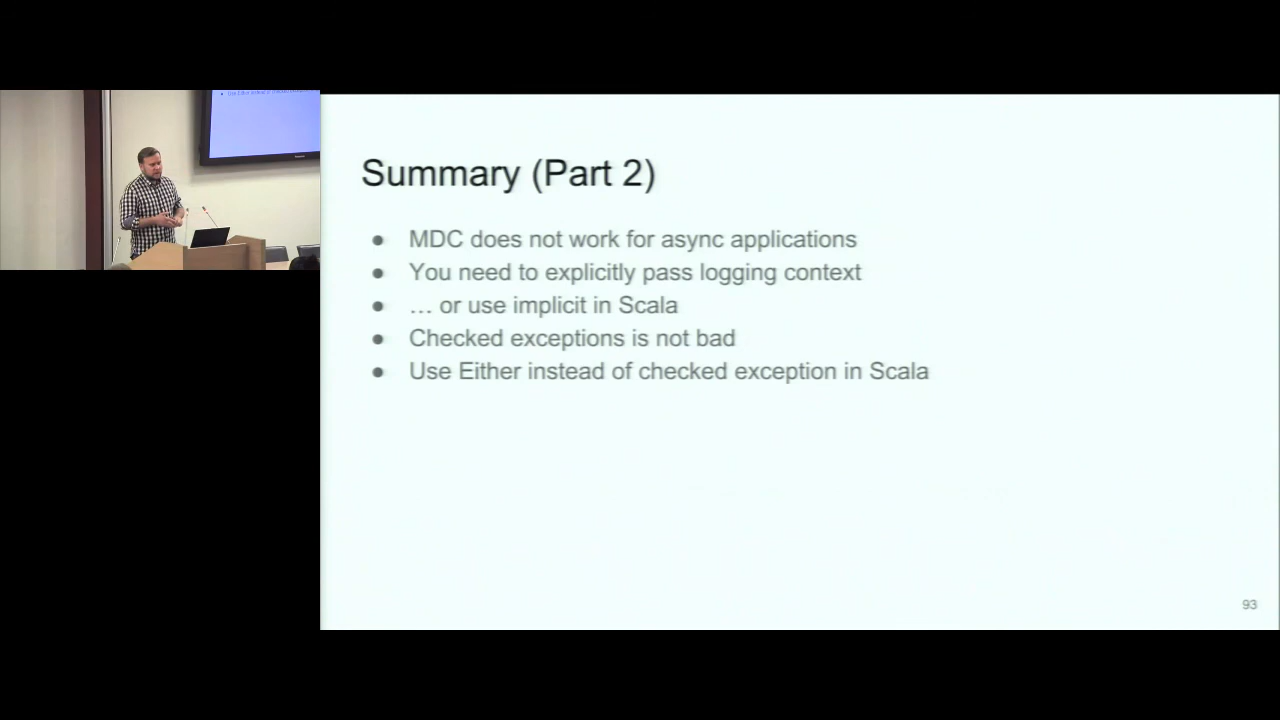 Summary (Part 2)
● MDC does not work for async applications
● You need to explicitly pass logging context
● … or use implicit in Scala
● Checked exceptions is not bad
● Use Either instead of checked exception in Scala
93